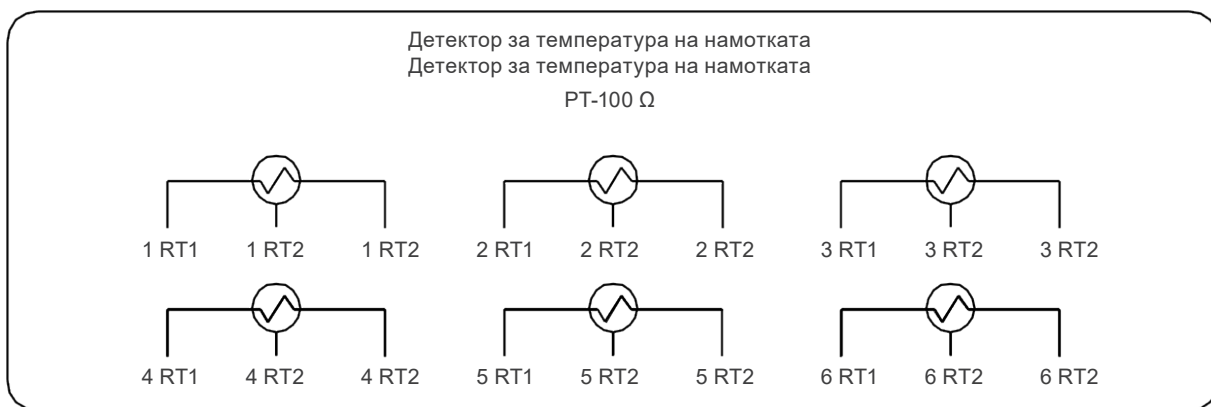 Детектор за температура на намотката
Детектор за температура на намотката
PT-100 Ω
1 RT1 1 RT2 1 RT2 2 RT1 2 RT2 2 RT2 3 RT1 3 RT2 3 RT2
4 RT1 4 RT2 4 RT2 5 RT1 5 RT2 5 RT2 6 RT1 6 RT2 6 RT2